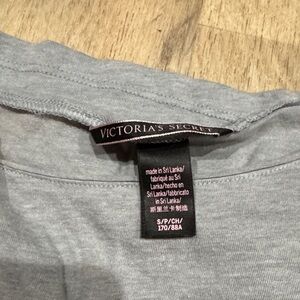 VICTORIA'S SECRET
made in Sri Lanka/
fabriqué au Sri
Lanka/hecho en
Sri Lanka/fabbricato
in Sri Lanka/
斯里兰卡制造
S/P/CH/
170/88A